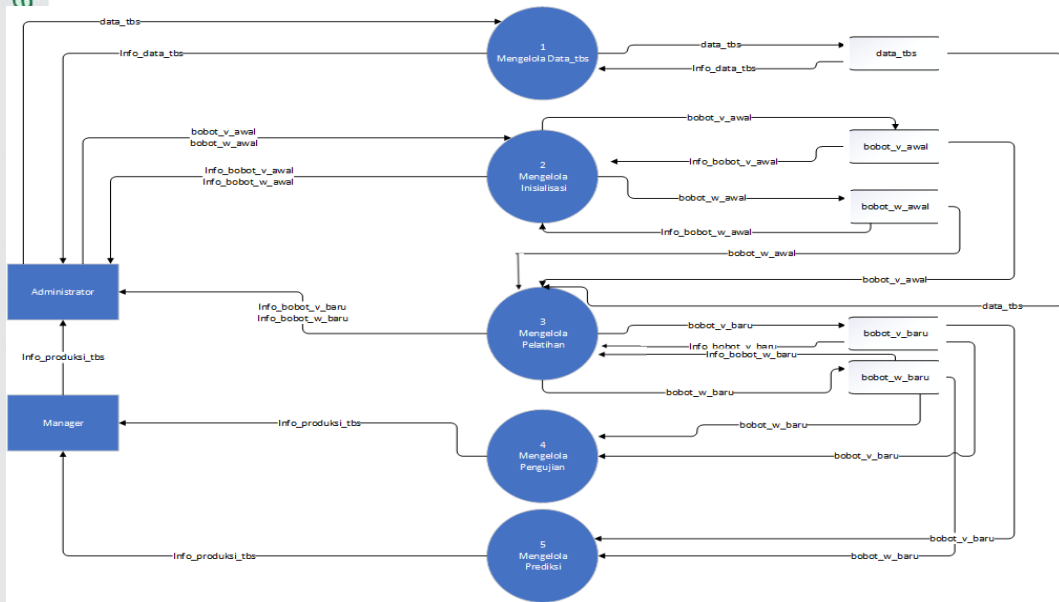 data_tbs
Info_data_tbs
1
Mengelola Data_tbs
data_tbs
Info_data_tbs
data_tbs
bobot_v_awal
bobot_w_awal
Info_bobot_v_awal
Info_bobot_w_awal
2
Mengelola
Inisialisasi
bobot_v_awal
Info_bobot_v_awal
bobot_v_awal
bobot_w_awal
bobot_w_awal
Info_bobot_w_awal
bobot_w_awal
bobot_v_awal
data_tbs
Administrator
Info_bobot_v_baru
Info_bobot_w_baru
3
Mengelola
Pelatihan
bobot_v_baru
bobot_v_baru
Info_bobot_v_baru
Info_bobot_w_baru
bobot_w_baru
bobot_w_baru
Info_produksi_tbs
Manager
Info_produksi_tbs
4
Mengelola
Pengujian
bobot_w_baru
bobot_v_baru
5
Mengelola
Prediksi
bobot_v_baru
bobot_w_baru
Info_produksi_tbs